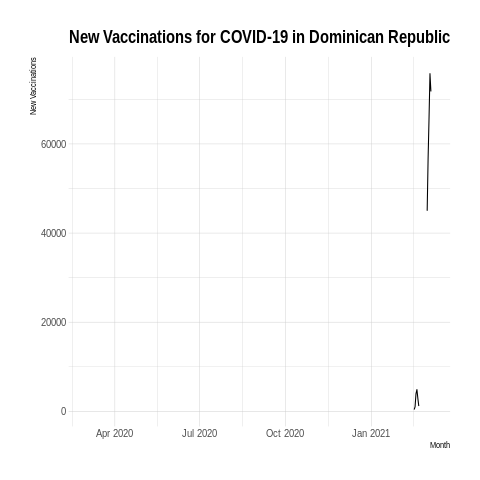 New Vaccinations for COVID-19 in Dominican Republic
New Vaccinations
60000
40000
20000
0
Apr 2020 Jul 2020 Oct 2020 Jan 2021
Month